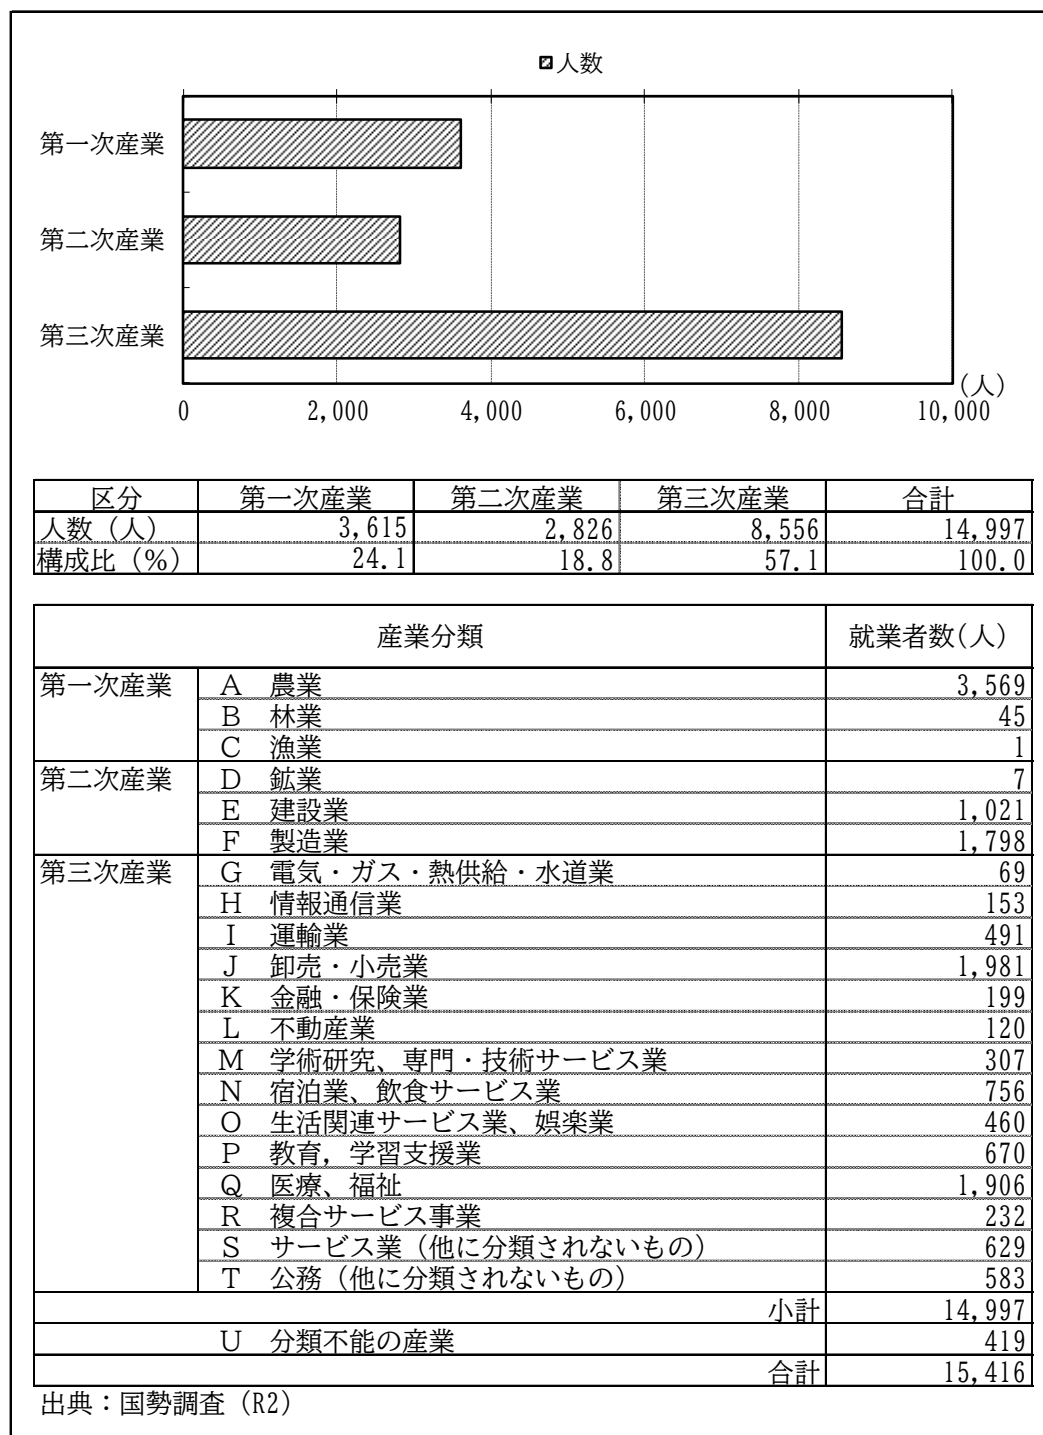 人数
第一次産業
第二次産業
第三次産業
(人)
0 2,000 4,000 6,000 8,000 10,000
区分 第一次産業 第二次産業 第三次産業 合計
人数（人） 3,615 2,826 8,556 14,997
構成比（%） 24.1 18.8 57.1 100.0
産業分類 就業者数(人)
第一次産業 A 農業 3,569
B 林業 45
C 漁業 1
第二次産業 D 鉱業 7
E 建設業 1,021
F 製造業 1,798
第三次産業 G 電気・ガス・熱供給・水道業 69
H 情報通信業 153
I 運輸業 491
J 卸売・小売業 1,981
K 金融・保険業 199
L 不動産業 120
M 学術研究、専門・技術サービス業 307
N 宿泊業、飲食サービス業 756
O 生活関連サービス業、娯楽業 460
P 教育，学習支援業 670
Q 医療、福祉 1,906
R 複合サービス事業 232
S サービス業（他に分類されないもの） 629
T 公務（他に分類されないもの） 583
小計 14,997
U 分類不能の産業 419
合計 15,416
出典：国勢調査（R2）